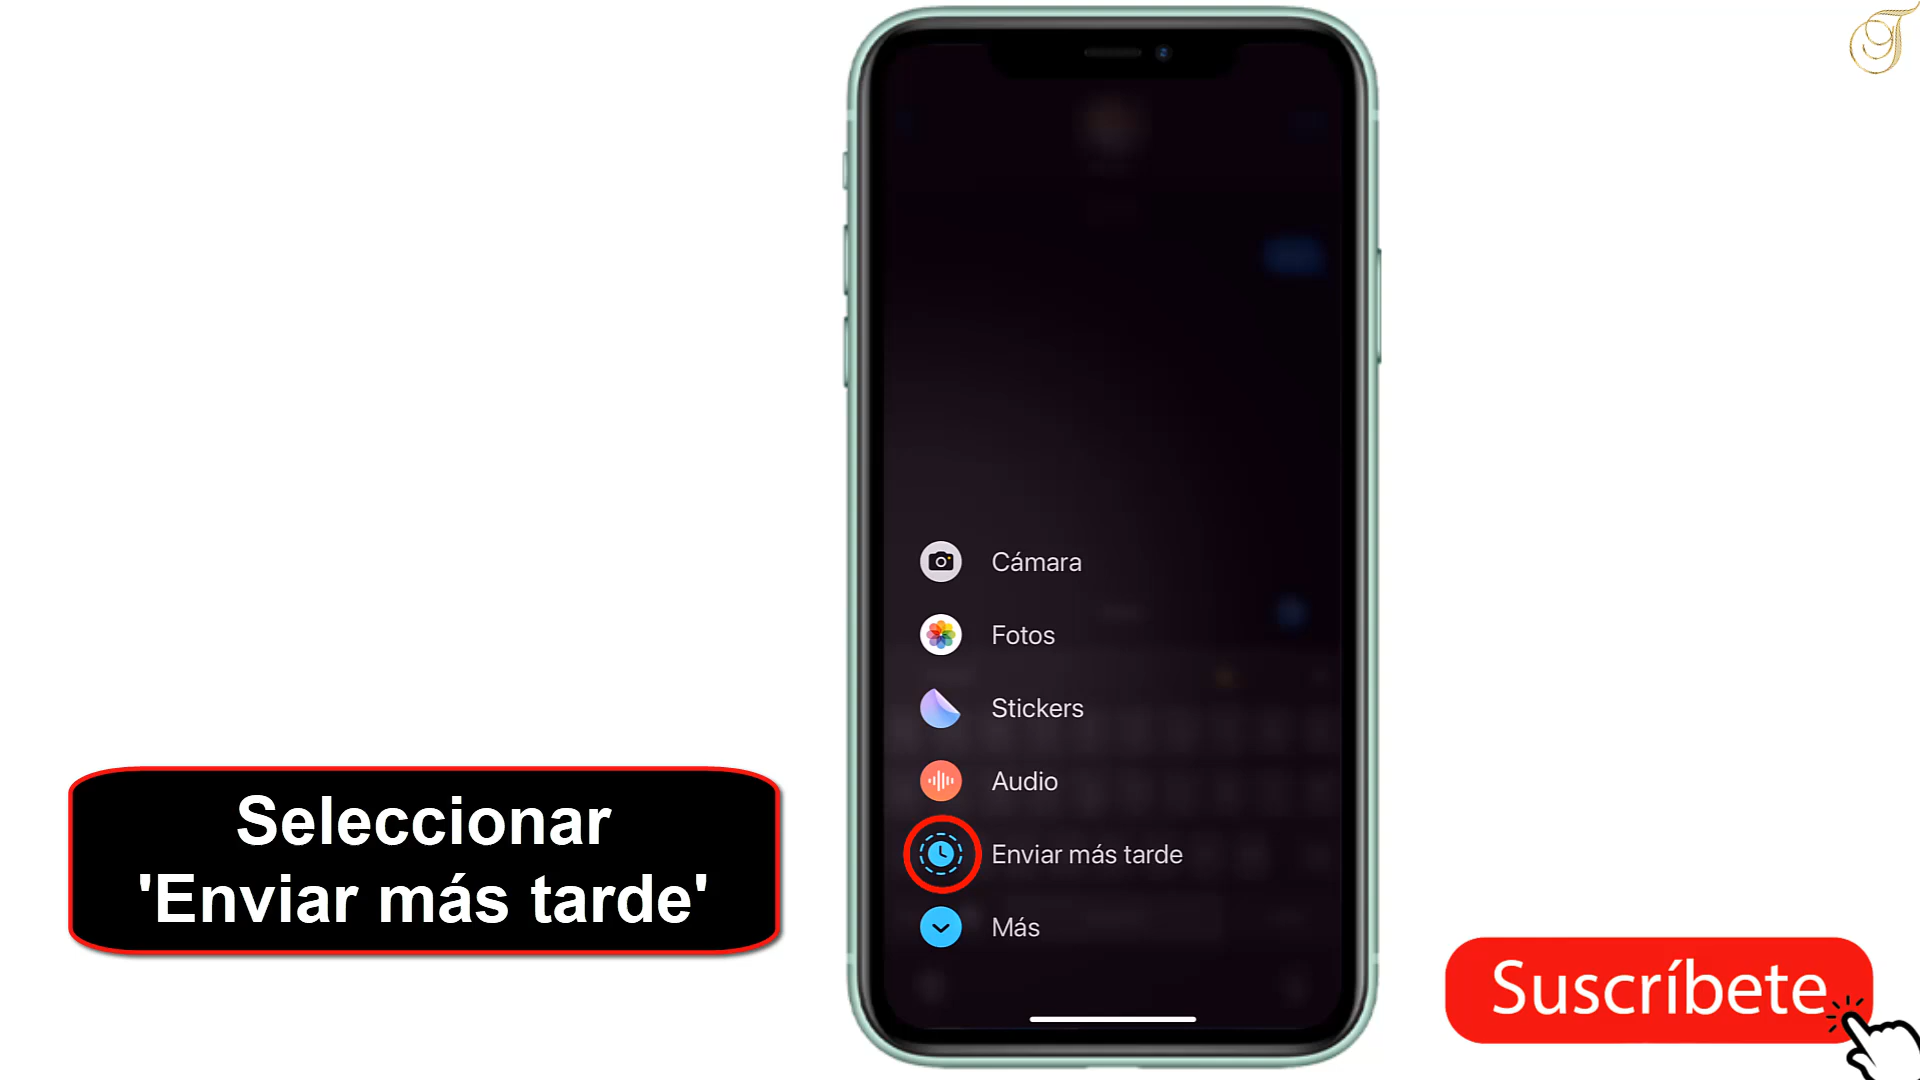 Cámara
Fotos
Stickers
Audio
Enviar más tarde
Más
Seleccionar
'Enviar más tarde'
Suscríbete